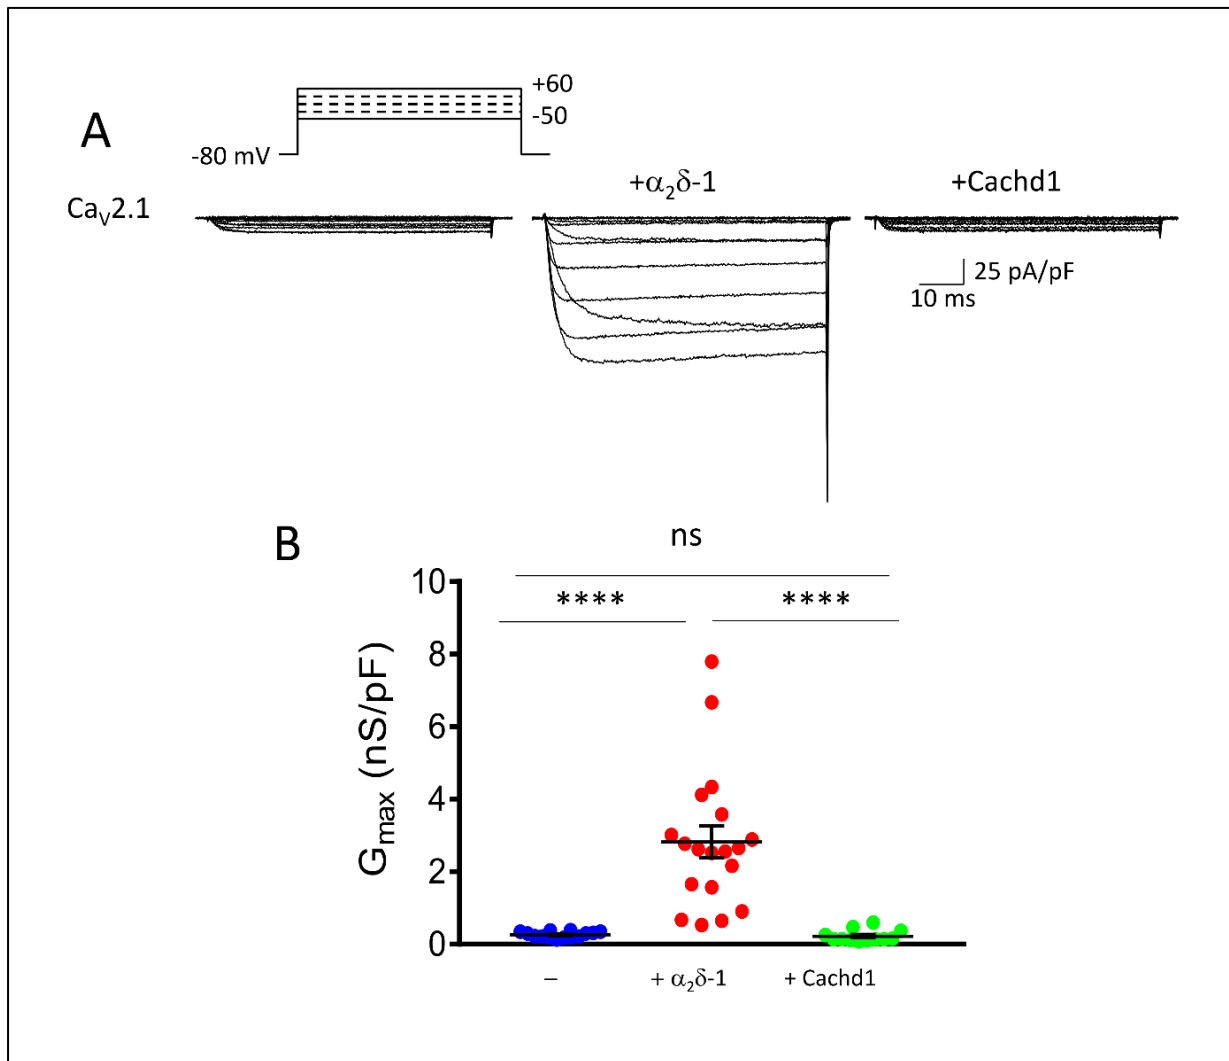 A
+60
-50
-80 mV
CaV2.1
+α2δ-1
+Cachd1
25 pA/pF
10 ms
B
ns
****
****
Gmax (nS/pF)
10
8
6
4
2
0
–
+ α2δ-1
+ Cachd1